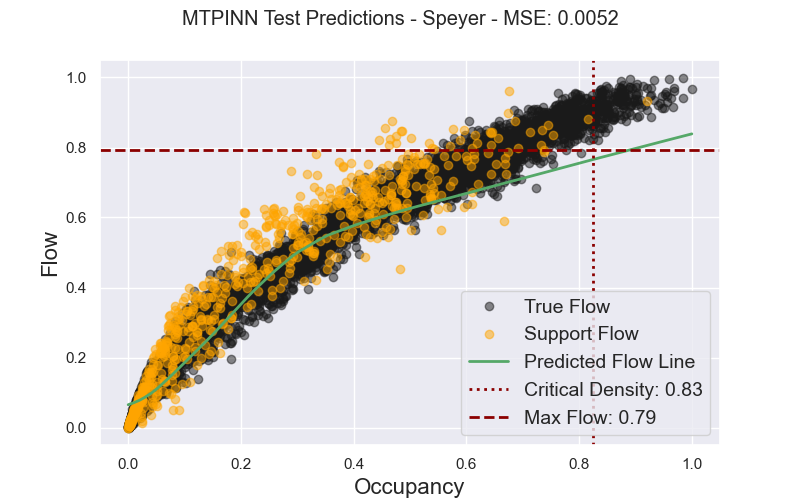 MTPINN Test Predictions - Speyer - MSE: 0.0052
1.0
0.8
0.6
0.4
0.2
0.0
Flow
True Flow
Support Flow
Predicted Flow Line
Critical Density: 0.83
Max Flow: 0.79
0.0 0.2 0.4 0.6 0.8 1.0
Occupancy